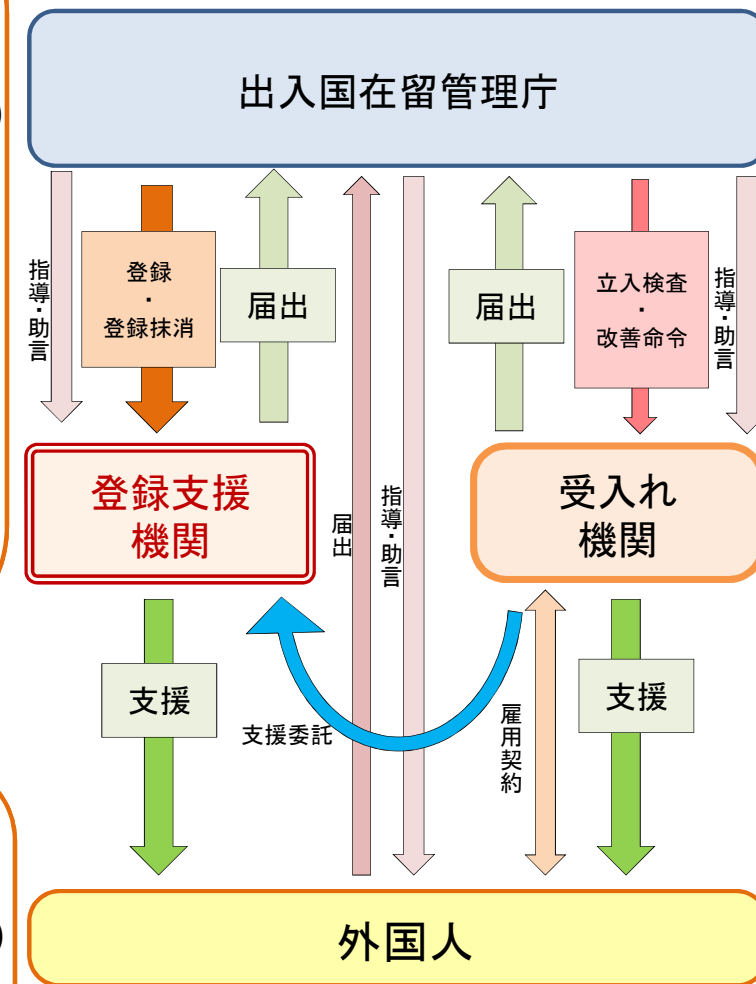 出入国在留管理庁
指導・助言
登録
・
登録抹消
届出
届出
立入検査
・
改善命令
指導・助言
登録支援
機関
届出
指導・助言
受入れ
機関
支援
支援委託
雇用契約
支援
外国人